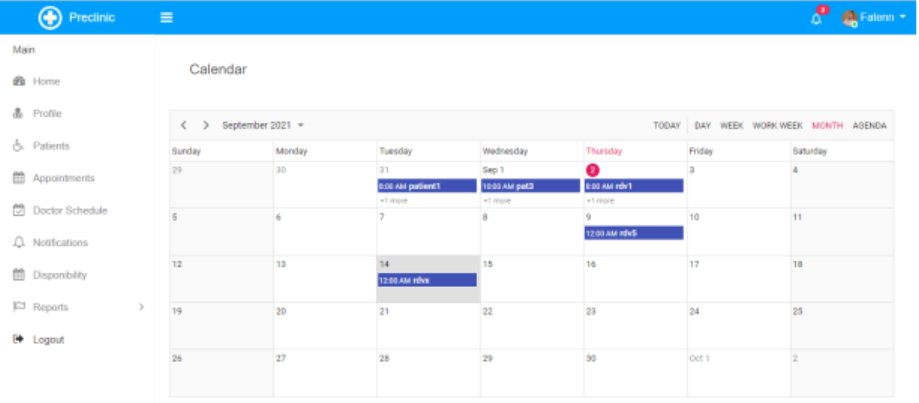 Preclinic
2
Fatenn
Main
Home
Profile
Patients
Appointments
Doctor Schedule
Notifications
Disponibility
Reports
Logout
Calendar
September 2021
TODAY DAY WEEK WORK WEEK MONTH AGENDA
Sunday Monday Tuesday Wednesday Thursday Friday Saturday
29 30 31 Sep 1 2 3 4
8:00 AM patient1 10:00 AM pat3 8:00 AM rdv1
+1 more +1 more +1 more
5 6 7 8 9 10 11
12:00 AM rdv5
12 13 14 15 16 17 18
12:00 AM rdvx
19 20 21 22 23 24 25
26 27 28 29 30 Oct 1 2